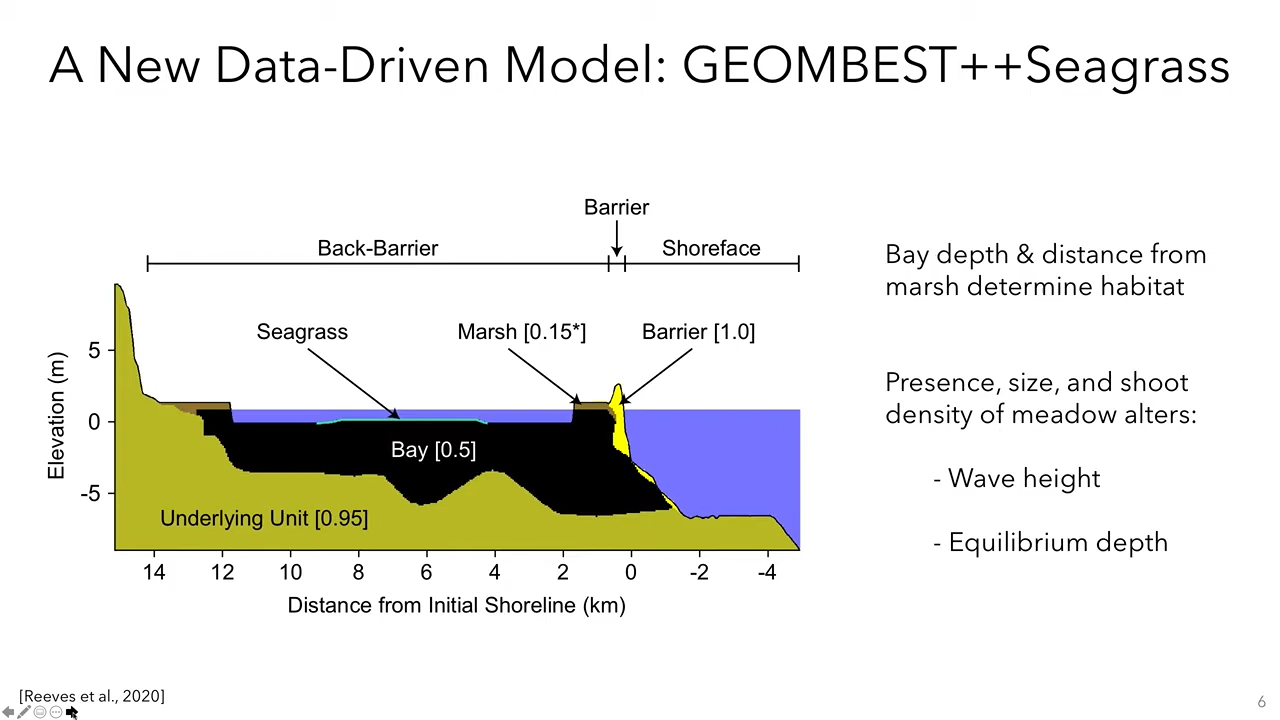 A New Data-Driven Model: GEOMBEST++Seagrass
Barrier
Back-Barrier
Shoreface
Seagrass
Marsh [0.15*]
Barrier [1.0]
Bay [0.5]
Underlying Unit [0.95]
Elevation (m)
5
0
-5
14 12 10 8 6 4 2 0 -2 -4
Distance from Initial Shoreline (km)
Bay depth & distance from
marsh determine habitat
Presence, size, and shoot
density of meadow alters:
- Wave height
- Equilibrium depth
[Reeves et al., 2020]
6